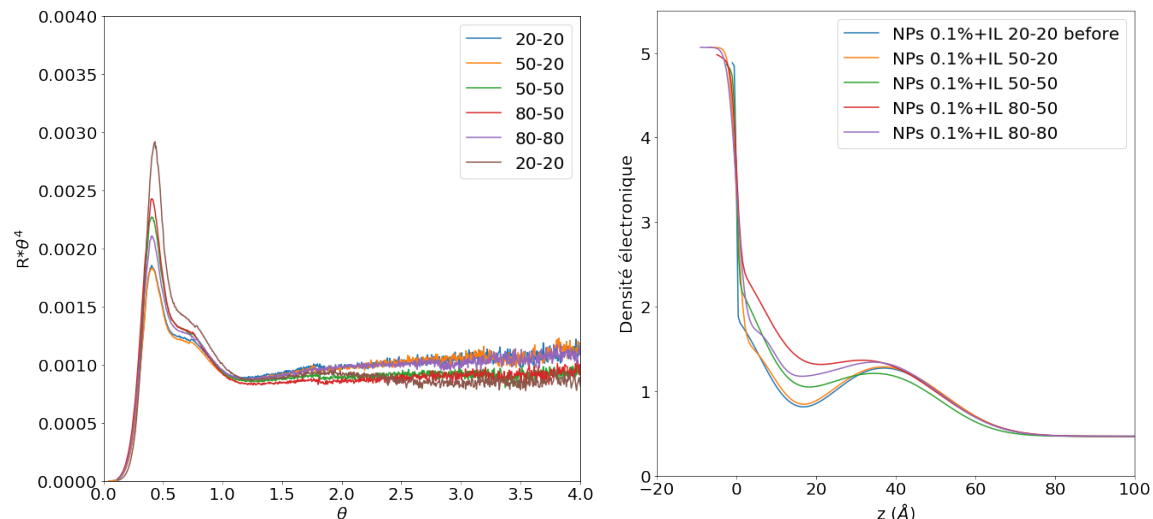 0.0040
0.0035
0.0030
0.0025
0.0020
0.0015
0.0010
0.0005
0.0000
R*θ⁴
0.0 0.5 1.0 1.5 2.0 2.5 3.0 3.5 4.0
θ
20-20
50-20
50-50
80-50
80-80
20-20
5
4
3
2
1
0
Densité électronique
−20 0 20 40 60 80 100
z (Å)
NPs 0.1%+IL 20-20 before
NPs 0.1%+IL 50-20
NPs 0.1%+IL 50-50
NPs 0.1%+IL 80-50
NPs 0.1%+IL 80-80